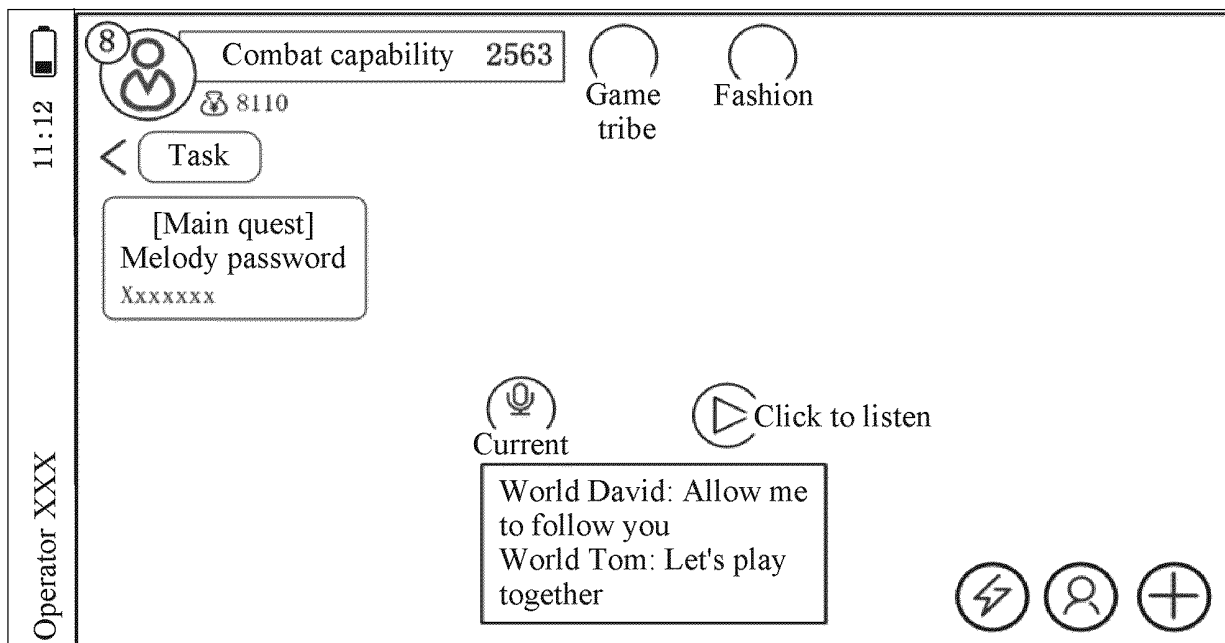 11:12
Operator XXX
8
Combat capability 2563
8110
Game
tribe
Fashion
Task
[Main quest]
Melody password
Xxxxxxx
Current
Click to listen
World David: Allow me
to follow you
World Tom: Let's play
together